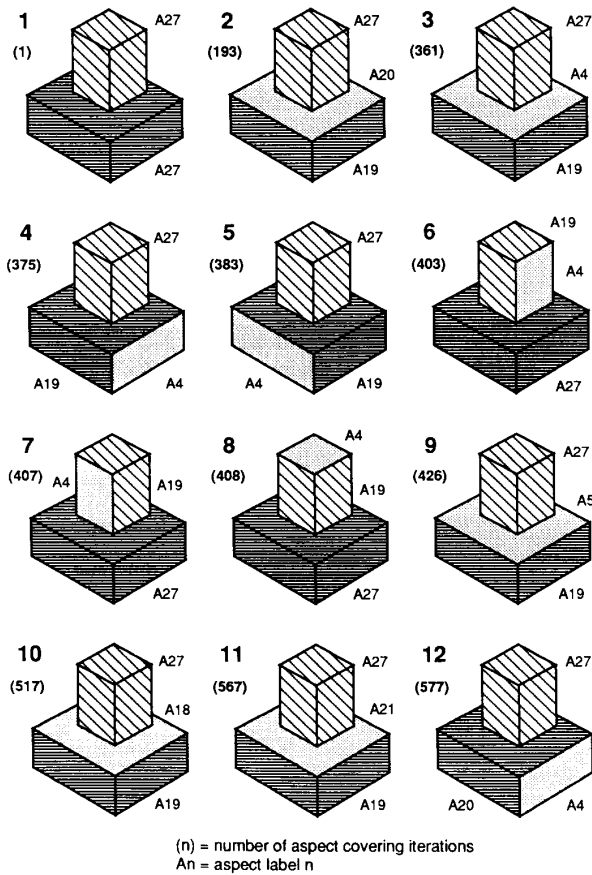 1
(1)
A27
A27
2
(193)
A27
A20
A19
3
(361)
A27
A4
A19
4
(375)
A27
A19
A4
5
(383)
A27
A4
A19
6
(403)
A19
A4
A27
7
(407)
A4
A19
A27
8
(408)
A4
A19
A27
9
(426)
A27
A5
A19
10
(517)
A27
A18
A19
11
(567)
A27
A21
A19
12
(577)
A27
A20
A4
(n) = number of aspect covering iterations
An = aspect label n